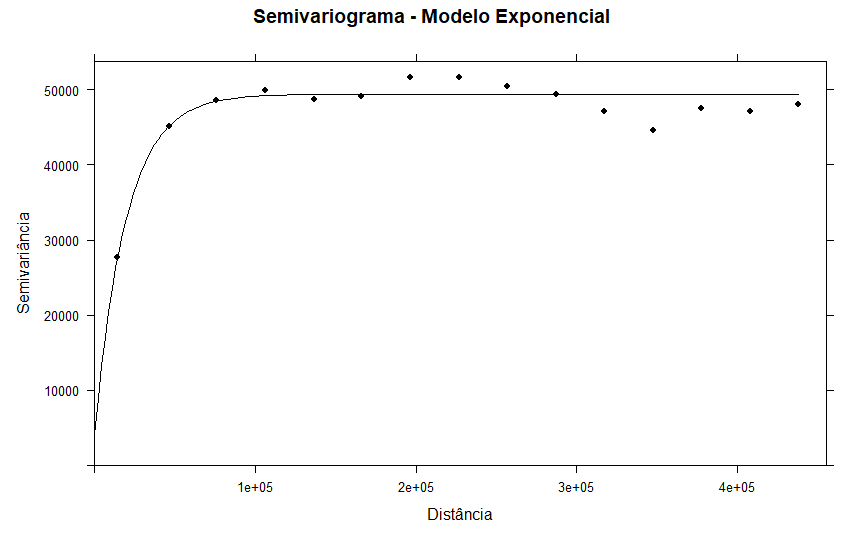 Semivariograma - Modelo Exponencial
50000
40000
30000
20000
10000
Semivariância
1e+05 2e+05 3e+05 4e+05
Distância